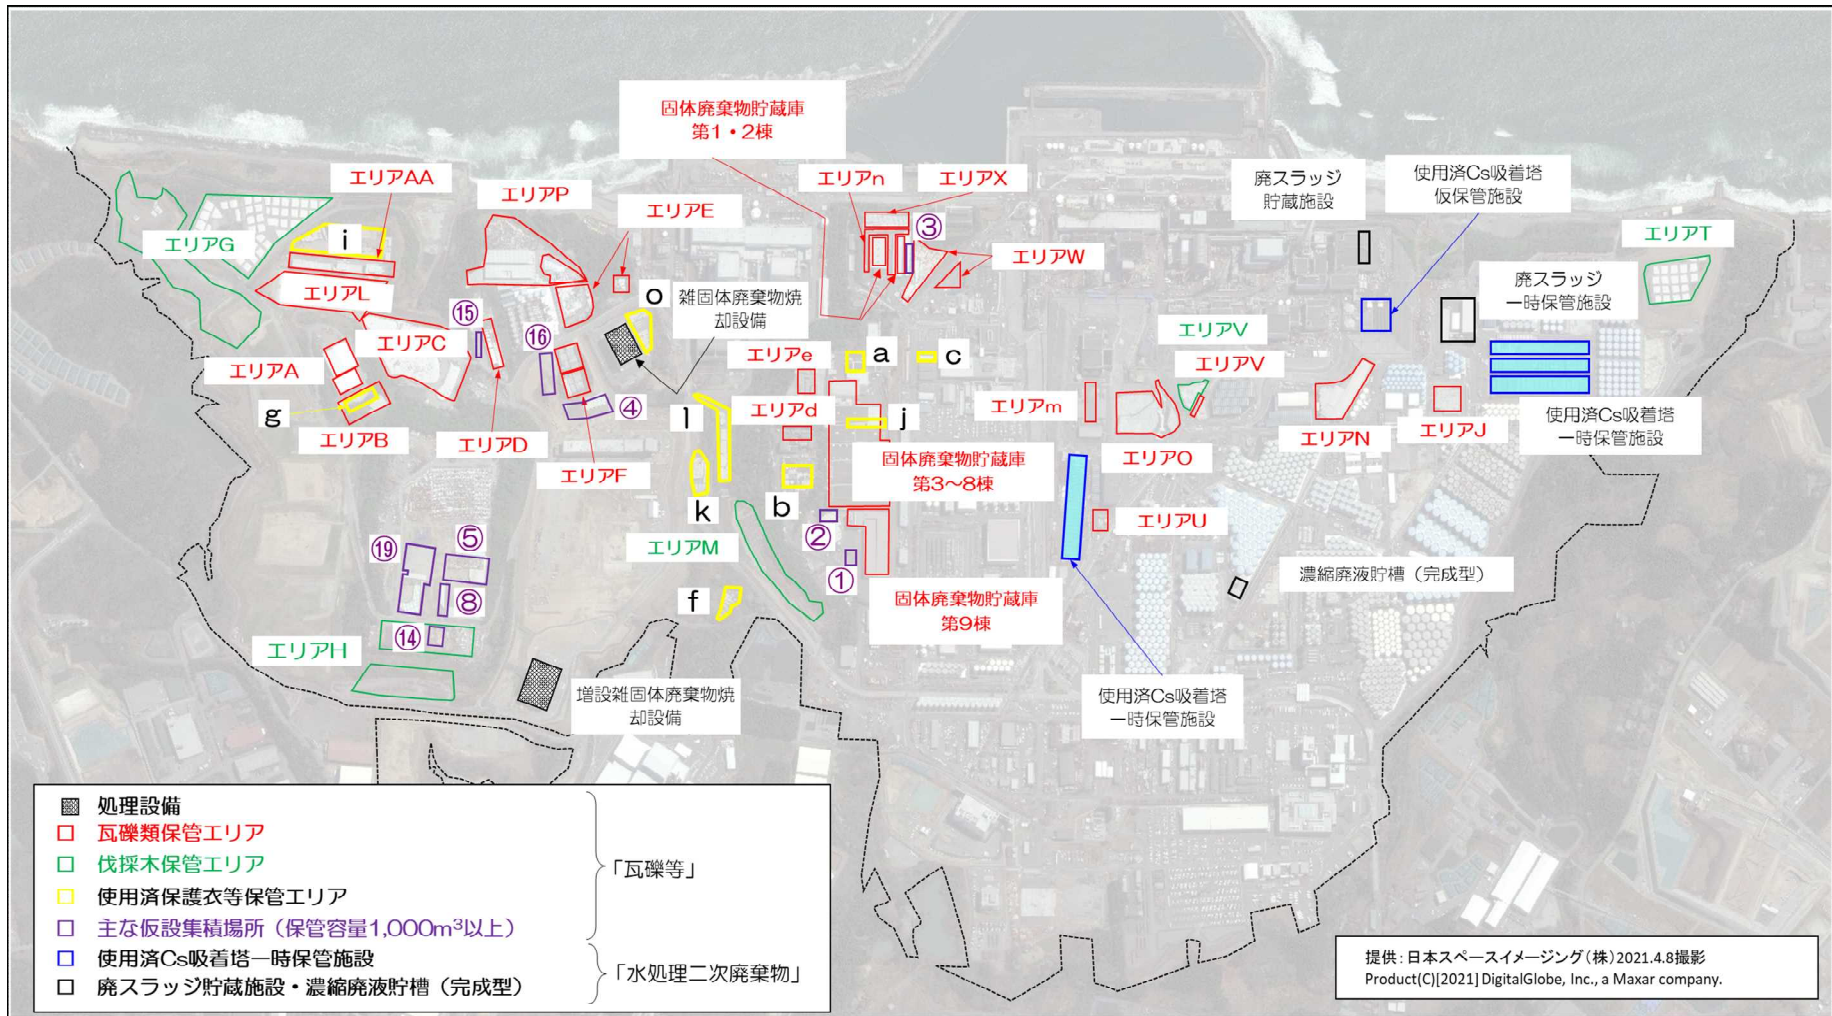 固体廃棄物貯蔵庫
第1・2棟
エリアAA
エリアP
エリアE
エリアn
エリアX
③
エリアW
廃スラッジ
貯蔵施設
使用済Cs吸着塔
仮保管施設
エリアT
エリアG
i
エリアL
o
雑固体廃棄物焼
却設備
廃スラッジ
一時保管施設
⑮
⑯
エリアC
エリアA
エリアe
a
c
エリアV
エリアV
g
エリアB
エリアD
エリアF
④
l
エリアd
j
エリアm
エリアO
エリアN
エリアJ
使用済Cs吸着塔
一時保管施設
固体廃棄物貯蔵庫
第3～8棟
k
b
エリアM
②
①
エリアU
⑲
⑤
⑧
⑭
f
固体廃棄物貯蔵庫
第9棟
濃縮廃液貯槽（完成型）
エリアH
増設雑固体廃棄物焼
却設備
使用済Cs吸着塔
一時保管施設
処理設備
瓦礫類保管エリア
伐採木保管エリア
使用済保護衣等保管エリア
主な仮設集積場所（保管容量1,000m³以上）
「瓦礫等」
使用済Cs吸着塔一時保管施設
廃スラッジ貯蔵施設・濃縮廃液貯槽（完成型）
「水処理二次廃棄物」
提供：日本スペースイメージング（株）2021.4.8撮影
Product(C)[2021] DigitalGlobe, Inc., a Maxar company.